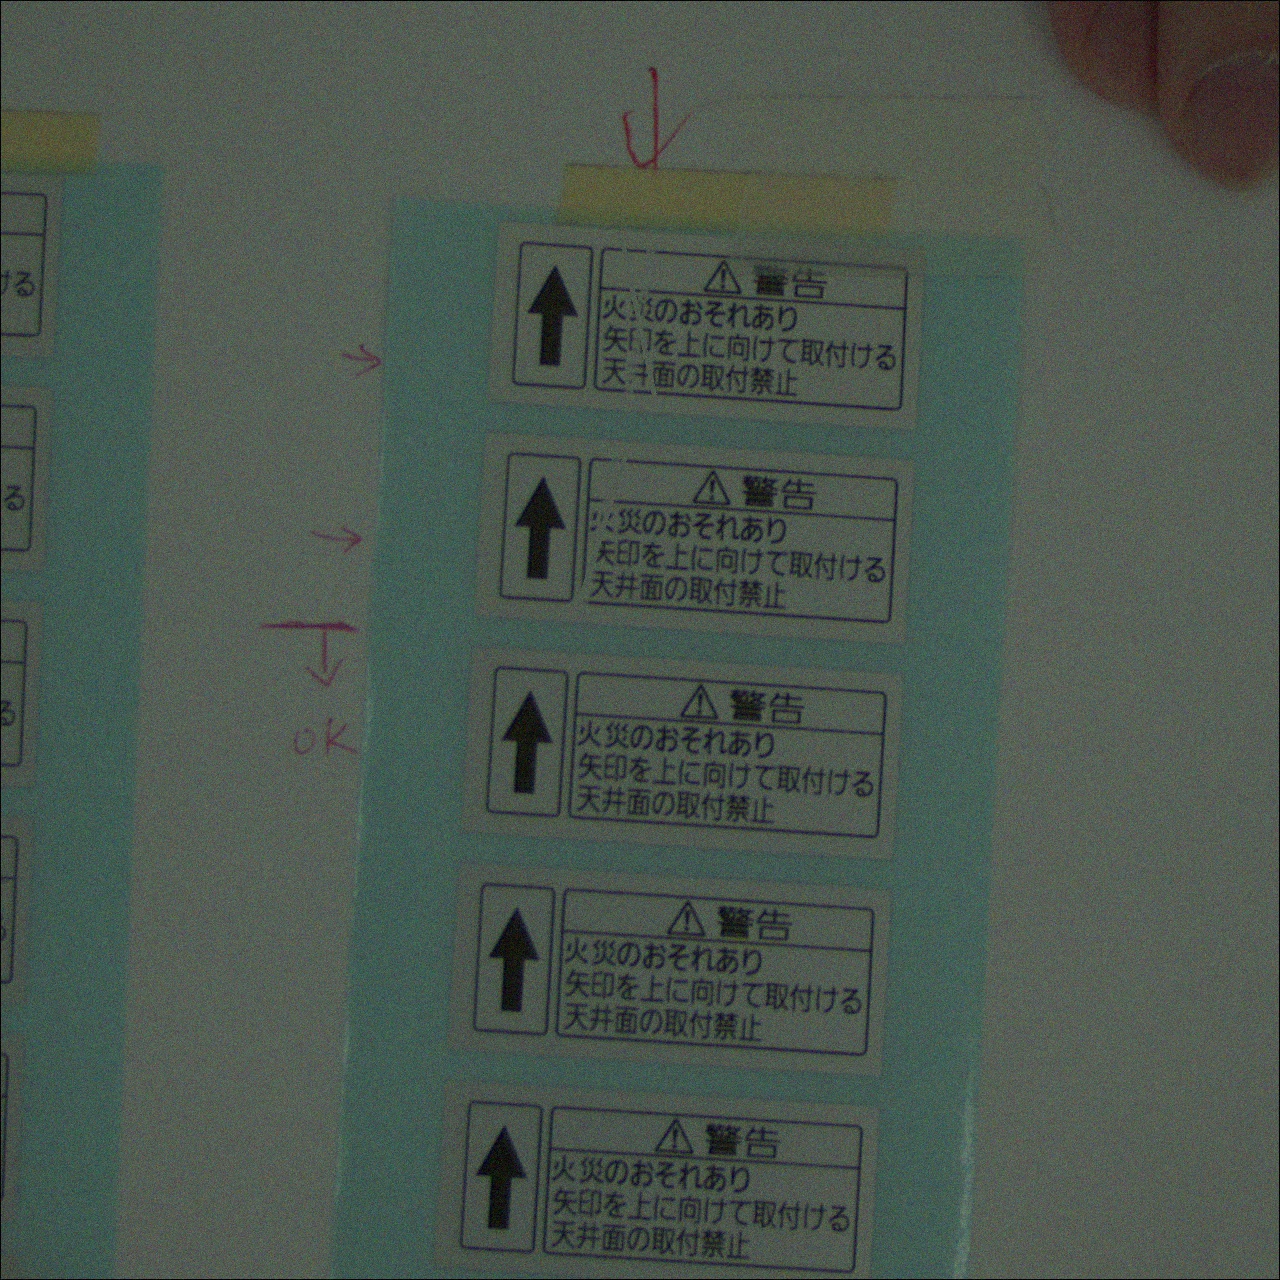 警告
火災のおそれあり
矢印を上に向けて取付ける
天井面の取付禁止
警告
火災のおそれあり
矢印を上に向けて取付ける
天井面の取付禁止
OK
警告
火災のおそれあり
矢印を上に向けて取付ける
天井面の取付禁止
警告
火災のおそれあり
矢印を上に向けて取付ける
天井面の取付禁止
警告
火災のおそれあり
矢印を上に向けて取付ける
天井面の取付禁止
ける
る
る